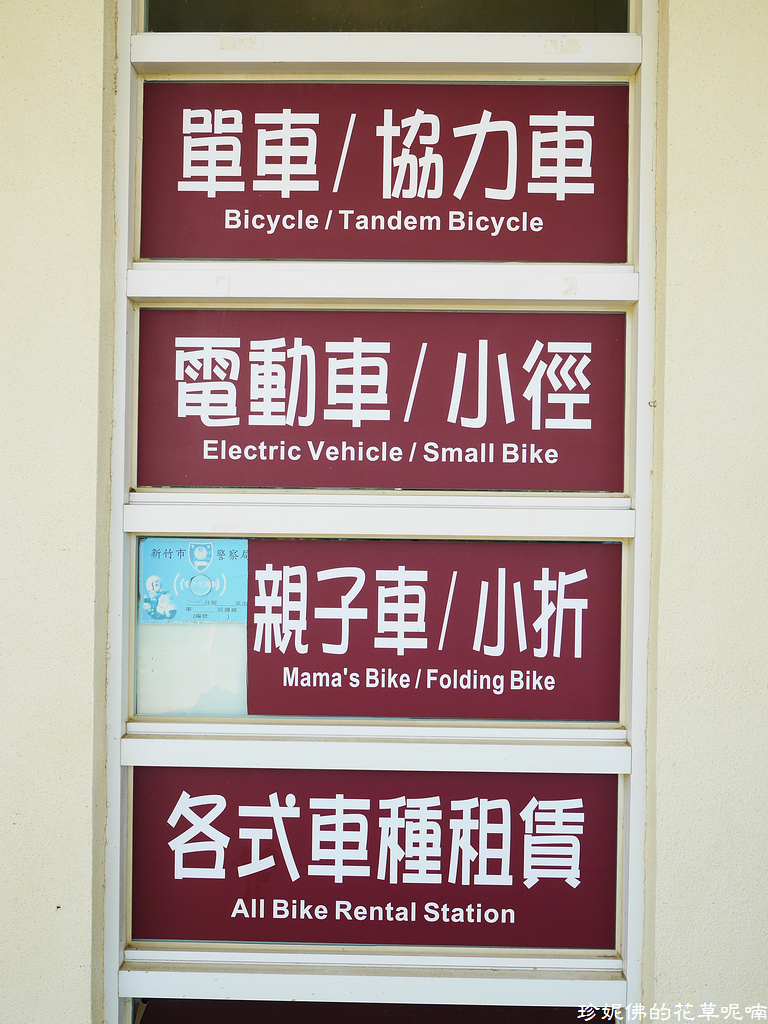 單車/協力車
Bicycle / Tandem Bicycle
電動車/小徑
Electric Vehicle / Small Bike
新竹市 警察局
親子車/小折
Mama's Bike / Folding Bike
各式車種租賃
All Bike Rental Station
珍妮佛的花草呢喃